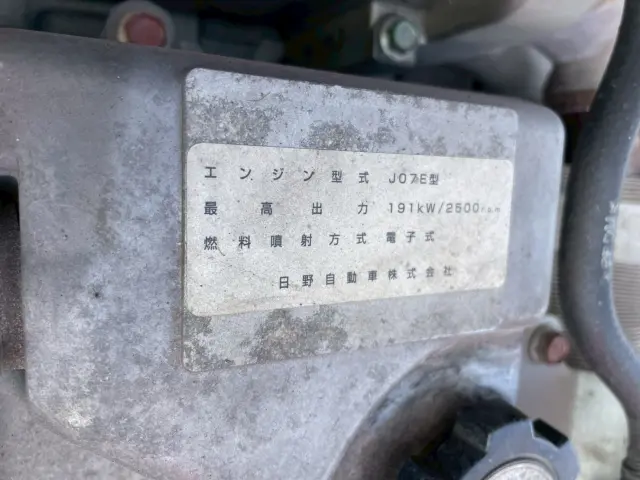 エンジン型式 J07E型
最高出力 191kW/2500rpm
燃料噴射方式 電子式
日野自動車株式会社